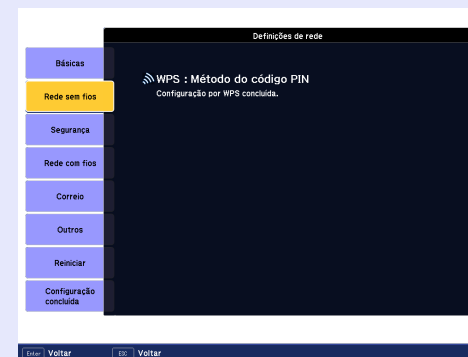 Definições de rede
Básicas
Rede sem fios
Segurança
Rede com fios
Correio
Outros
Reiniciar
Configuração
concluída
WPS : Método do código PIN
Configuração por WPS concluída.
Enter Voltar ESC Voltar